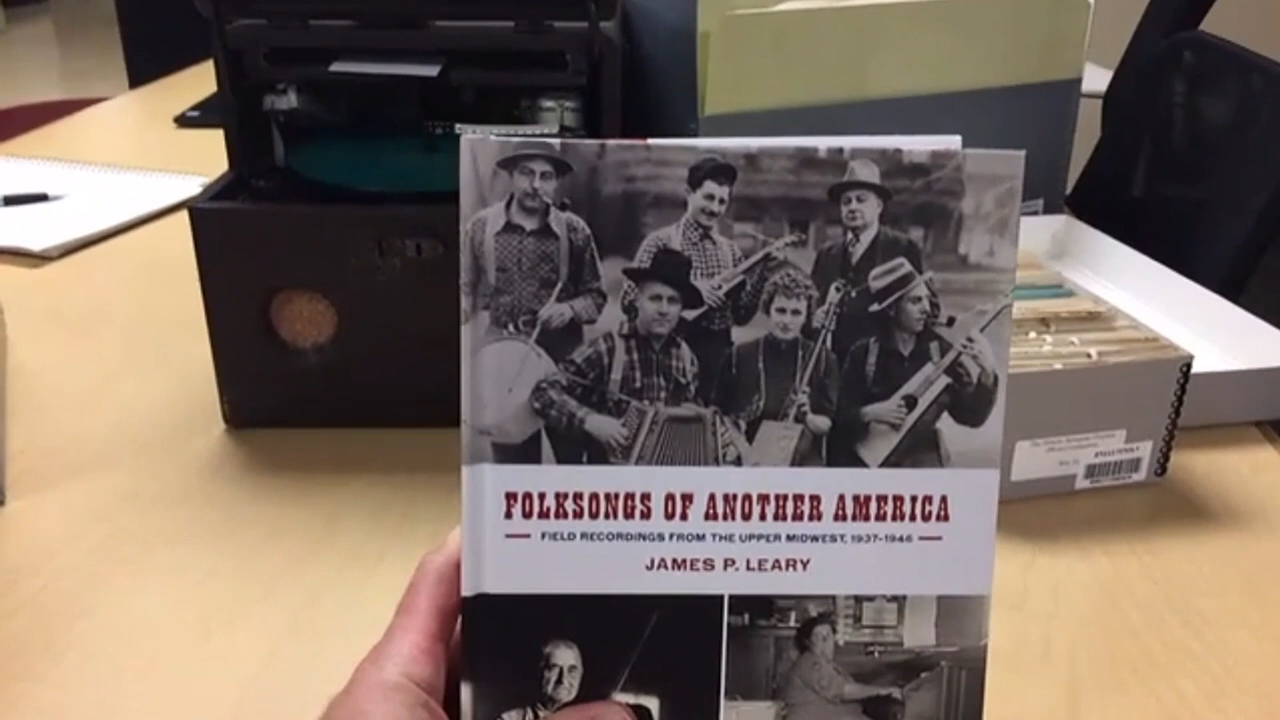 FOLKSONGS OF ANOTHER AMERICA
FIELD RECORDINGS FROM THE UPPER MIDWEST, 1937-1946
JAMES P. LEARY